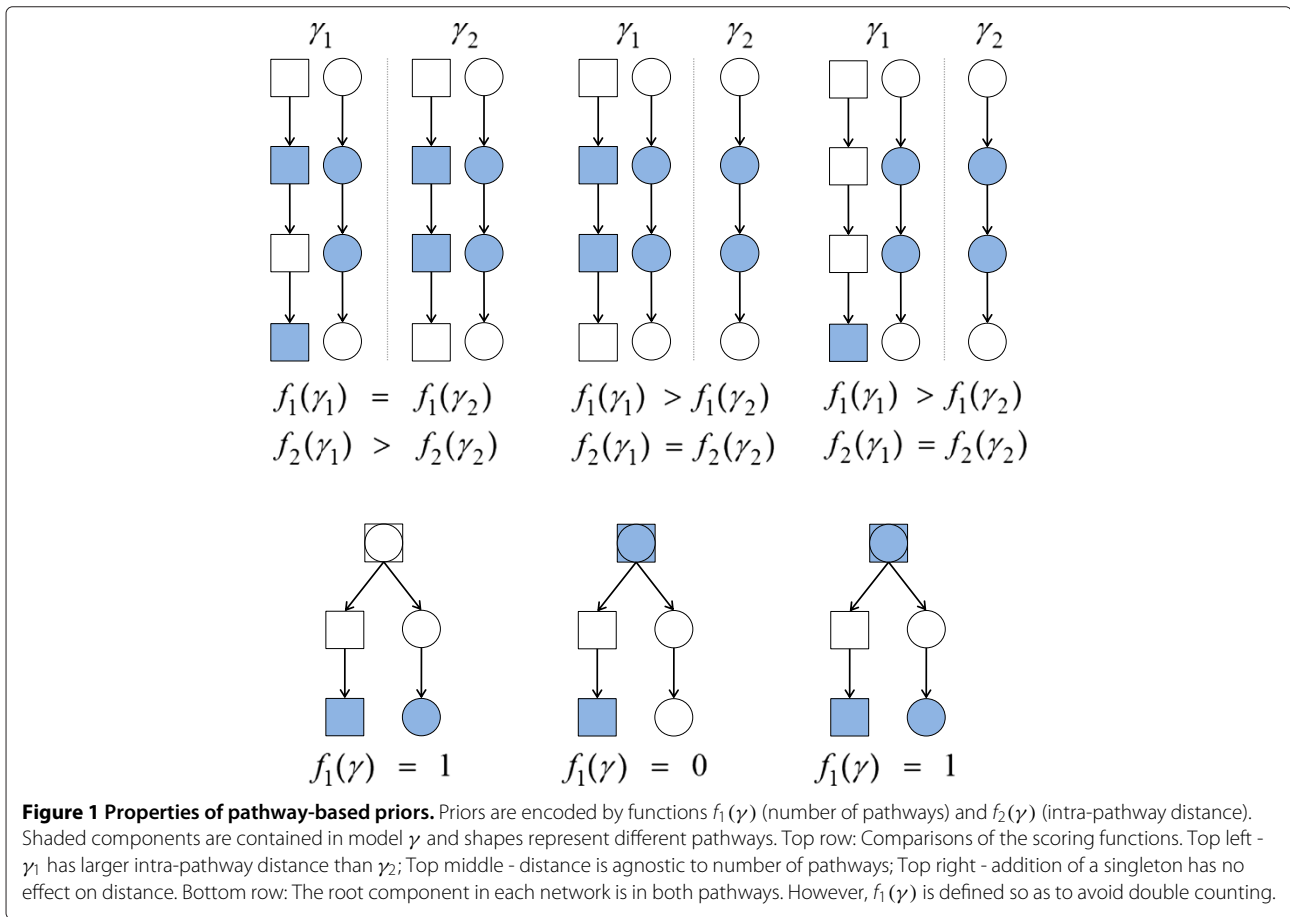 γ₁ γ₂ γ₁ γ₂ γ₁ γ₂
f₁(γ₁) = f₁(γ₂) f₁(γ₁) > f₁(γ₂) f₁(γ₁) > f₁(γ₂)
f₂(γ₁) > f₂(γ₂) f₂(γ₁) = f₂(γ₂) f₂(γ₁) = f₂(γ₂)
f₁(γ) = 1 f₁(γ) = 0 f₁(γ) = 1
Figure 1 Properties of pathway-based priors. Priors are encoded by functions f₁(γ) (number of pathways) and f₂(γ) (intra-pathway distance).
Shaded components are contained in model γ and shapes represent different pathways. Top row: Comparisons of the scoring functions. Top left -
γ₁ has larger intra-pathway distance than γ₂; Top middle - distance is agnostic to number of pathways; Top right - addition of a singleton has no
effect on distance. Bottom row: The root component in each network is in both pathways. However, f₁(γ) is defined so as to avoid double counting.